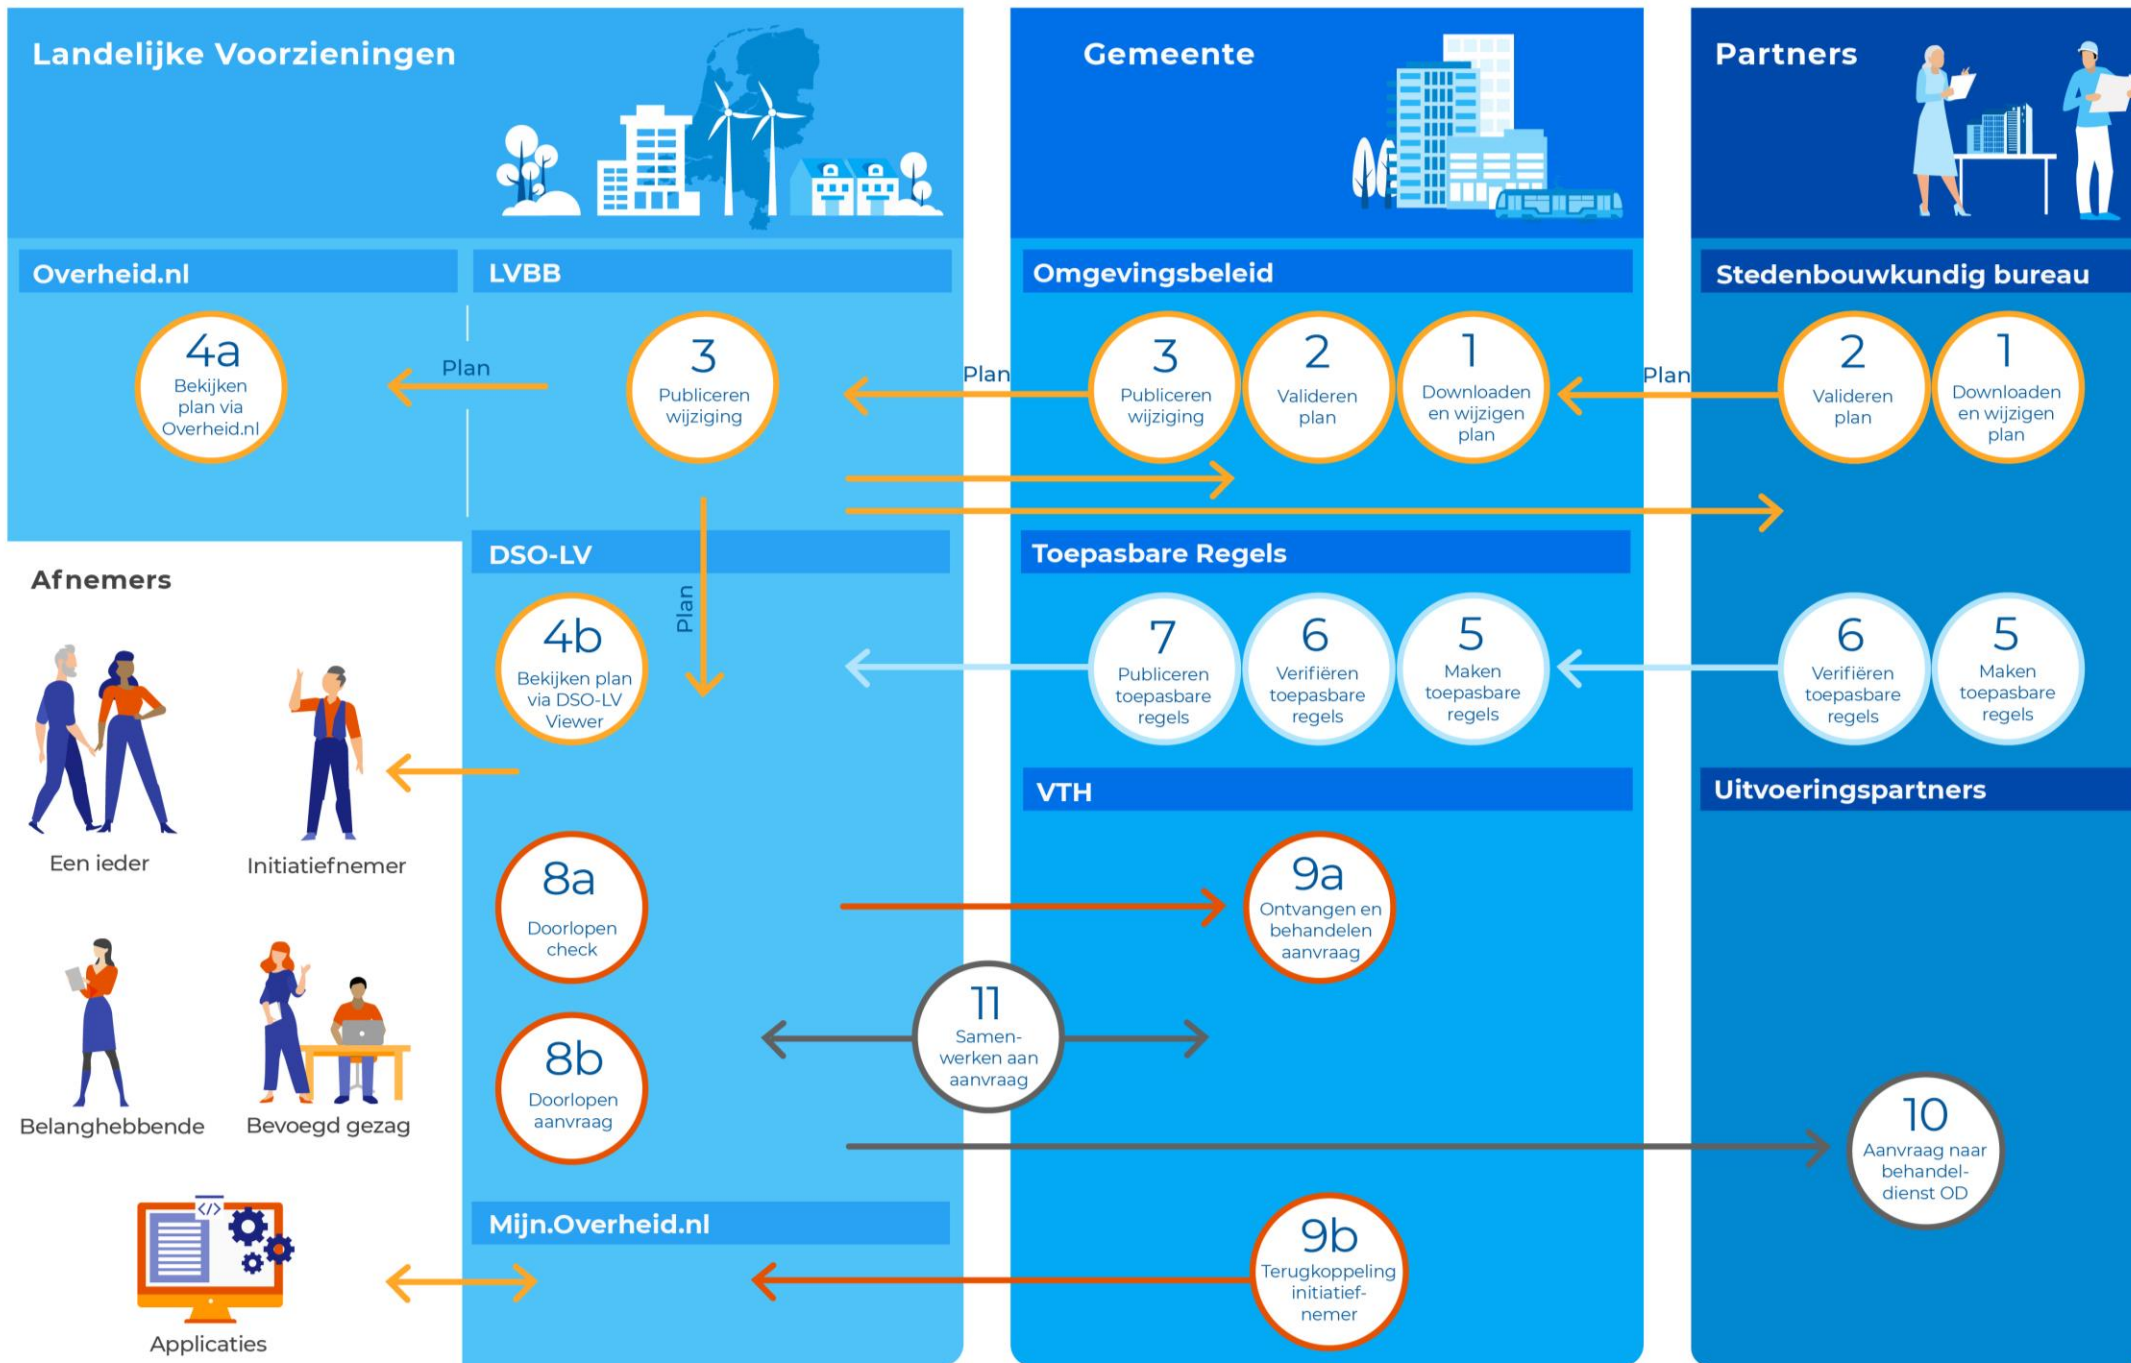 Landelijke Voorzieningen
Gemeente
Partners
Overheid.nl
LVBB
Omgevingsbeleid
Stedenbouwkundig bureau
4a
Bekijken
plan via
Overheid.nl
Plan
3
Publiceren
wijziging
Plan
3
Publiceren
wijziging
2
Valideren
plan
1
Downloaden
en wijzigen
plan
Plan
2
Valideren
plan
1
Downloaden
en wijzigen
plan
DSO-LV
Toepasbare Regels
Afnemers
4b
Bekijken plan
via DSO-LV
Viewer
Plan
7
Publiceren
toepasbare
regels
6
Verifiëren
toepasbare
regels
5
Maken
toepasbare
regels
6
Verifiëren
toepasbare
regels
5
Maken
toepasbare
regels
VTH
Uitvoeringspartners
Een ieder
Initiatiefnemer
8a
Doorlopen
check
9a
Ontvangen en
behandelen
aanvraag
11
Samen-
werken aan
aanvraag
8b
Doorlopen
aanvraag
Belanghebbende
Bevoegd gezag
10
Aanvraag naar
behandel-
dienst OD
Mijn.Overheid.nl
</>
9b
Terugkoppeling
initiatief-
nemer
Applicaties